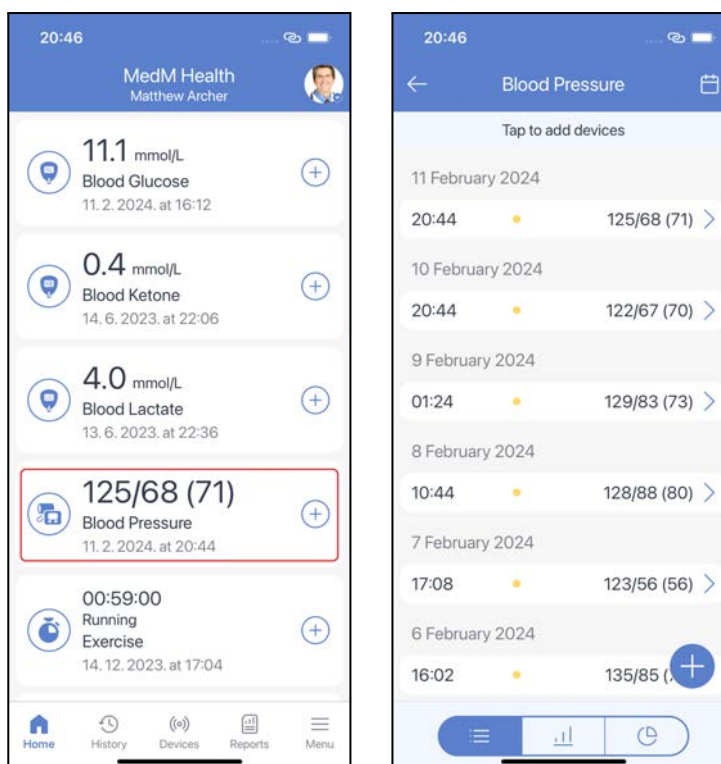 20:46
MedM Health
Matthew Archer
11.1 mmol/L
Blood Glucose
11. 2. 2024. at 16:12
0.4 mmol/L
Blood Ketone
14. 6. 2023. at 22:06
4.0 mmol/L
Blood Lactate
13. 6. 2023. at 22:36
125/68 (71)
Blood Pressure
11. 2. 2024. at 20:44
00:59:00
Running
Exercise
14. 12. 2023. at 17:04
Home History Devices Reports Menu
20:46
Blood Pressure
Tap to add devices
11 February 2024
20:44 125/68 (71)
10 February 2024
20:44 122/67 (70)
9 February 2024
01:24 129/83 (73)
8 February 2024
10:44 128/88 (80)
7 February 2024
17:08 123/56 (56)
6 February 2024
16:02 135/85